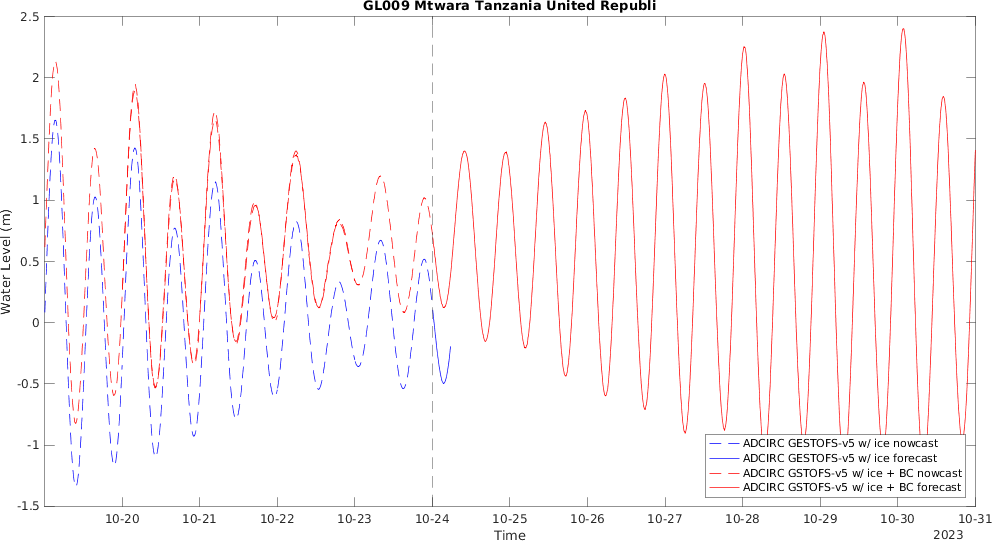 GL009 Mtwara Tanzania United Republi
2.5
2
1.5
1
0.5
0
-0.5
-1
-1.5
Water Level (m)
ADCIRC GESTOFS-v5 w/ ice nowcast
ADCIRC GESTOFS-v5 w/ ice forecast
ADCIRC GSTOFS-v5 w/ ice + BC nowcast
ADCIRC GSTOFS-v5 w/ ice + BC forecast
10-20 10-21 10-22 10-23 10-24 10-25 10-26 10-27 10-28 10-29 10-30 10-31
Time
2023